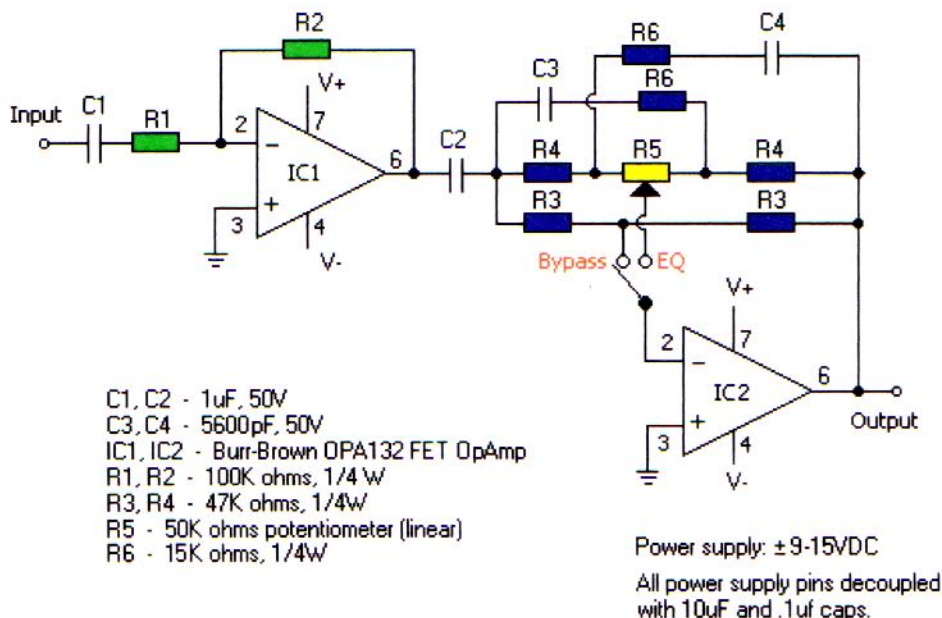 R2
C4
R6
V+
C3
R6
Input
C1
R1
2
7
C2
R4
R5
R4
IC1
6
3
4
R3
R3
V-
Bypass
EQ
V+
2
7
IC2
6
Output
3
4
V-
C1, C2 - 1uF, 50V
C3, C4 - 5600pF, 50V
IC1, IC2 - Burr-Brown OPA132 FET OpAmp
R1, R2 - 100K ohms, 1/4 W
R3, R4 - 47K ohms, 1/4W
R5 - 50K ohms potentiometer (linear)
R6 - 15K ohms, 1/4W
Power supply: ±9-15VDC
All power supply pins decoupled
with 10uF and .1uf caps.